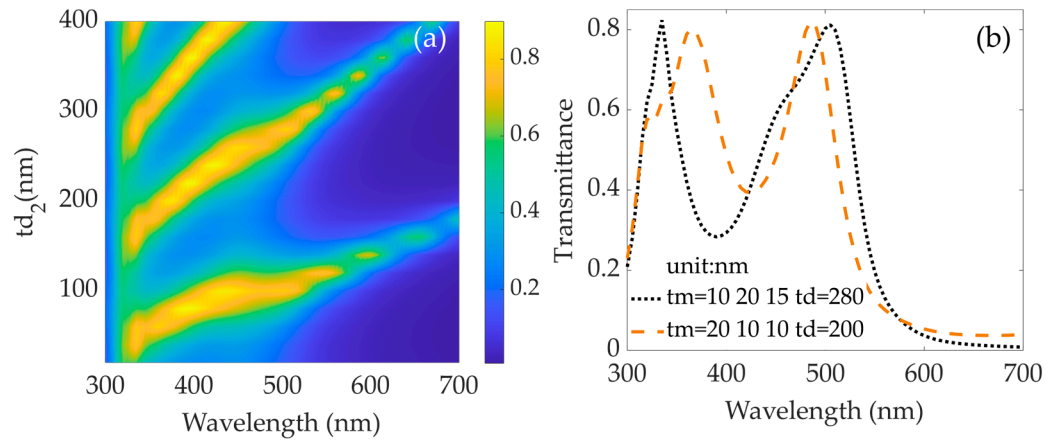 (a)
400
300
200
100
td2(nm)
300 400 500 600 700
Wavelength (nm)
0.8
0.6
0.4
0.2
(b)
0.8
0.6
0.4
0.2
0
Transmittance
unit:nm
tm=10 20 15 td=280
tm=20 10 10 td=200
300 400 500 600 700
Wavelength (nm)